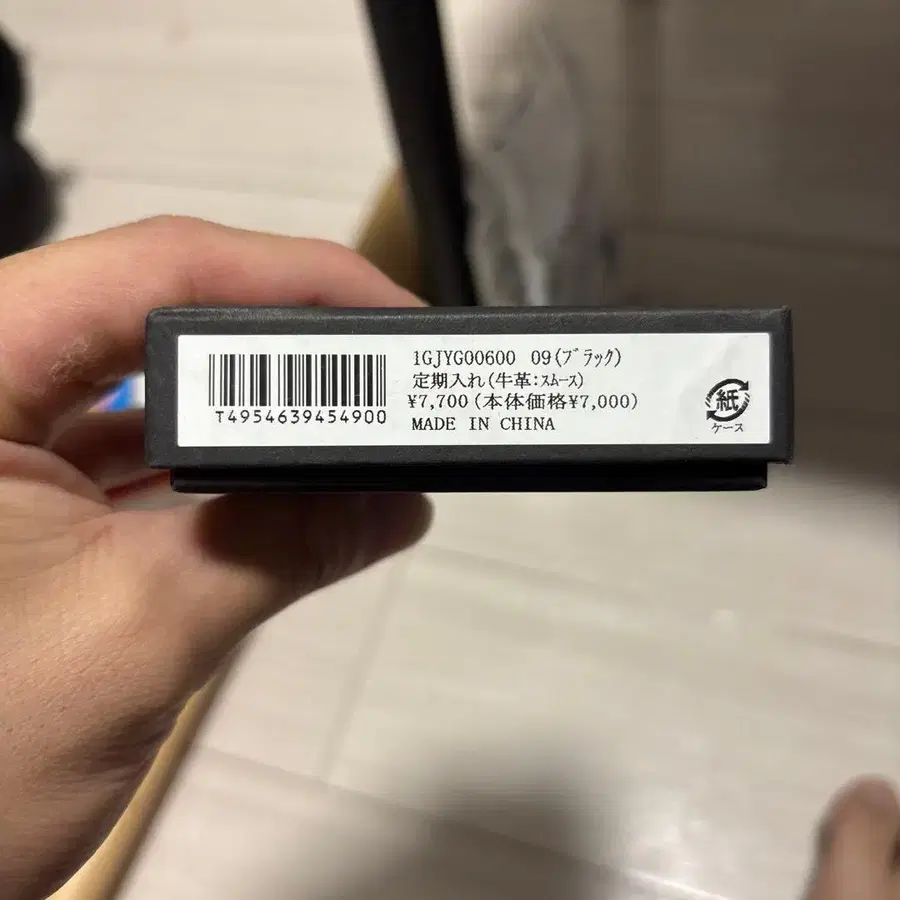 1GJYG00600 09(ブラック)
定期入れ(牛革:スムース)
¥7,700(本体価格¥7,000)
MADE IN CHINA
T4954639454900
紙
ケース